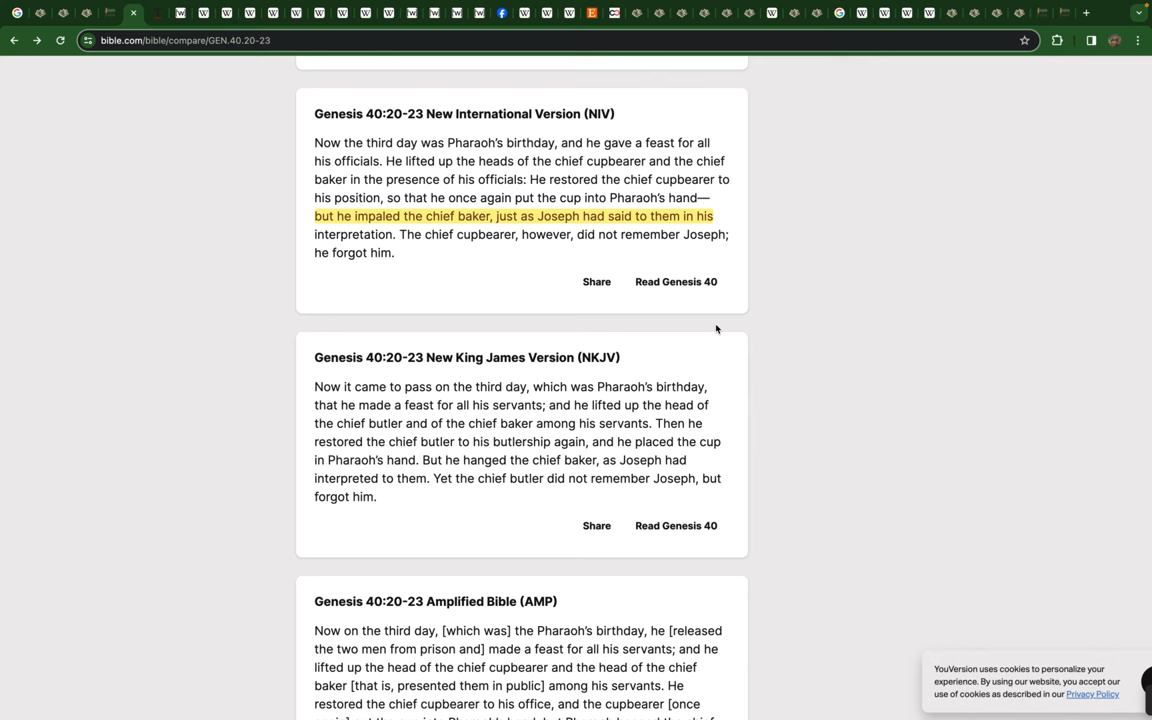 bible.com/bible/compare/GEN.40.20-23
Genesis 40:20-23 New International Version (NIV)
Now the third day was Pharaoh’s birthday, and he gave a feast for all
his officials. He lifted up the heads of the chief cupbearer and the chief
baker in the presence of his officials: He restored the chief cupbearer to
his position, so that he once again put the cup into Pharaoh’s hand—
but he impaled the chief baker, just as Joseph had said to them in his
interpretation. The chief cupbearer, however, did not remember Joseph;
he forgot him.
Share Read Genesis 40
Genesis 40:20-23 New King James Version (NKJV)
Now it came to pass on the third day, which was Pharaoh’s birthday,
that he made a feast for all his servants; and he lifted up the head of
the chief butler and of the chief baker among his servants. Then he
restored the chief butler to his butlership again, and he placed the cup
in Pharaoh’s hand. But he hanged the chief baker, as Joseph had
interpreted to them. Yet the chief butler did not remember Joseph, but
forgot him.
Share Read Genesis 40
Genesis 40:20-23 Amplified Bible (AMP)
Now on the third day, [which was] the Pharaoh’s birthday, he [released
the two men from prison and] made a feast for all his servants; and he
lifted up the head of the chief cupbearer and the head of the chief
baker [that is, presented them in public] among his servants. He
restored the chief cupbearer to his office, and the cupbearer [once
YouVersion uses cookies to personalize your
experience. By using our website, you accept our
use of cookies as described in our Privacy Policy